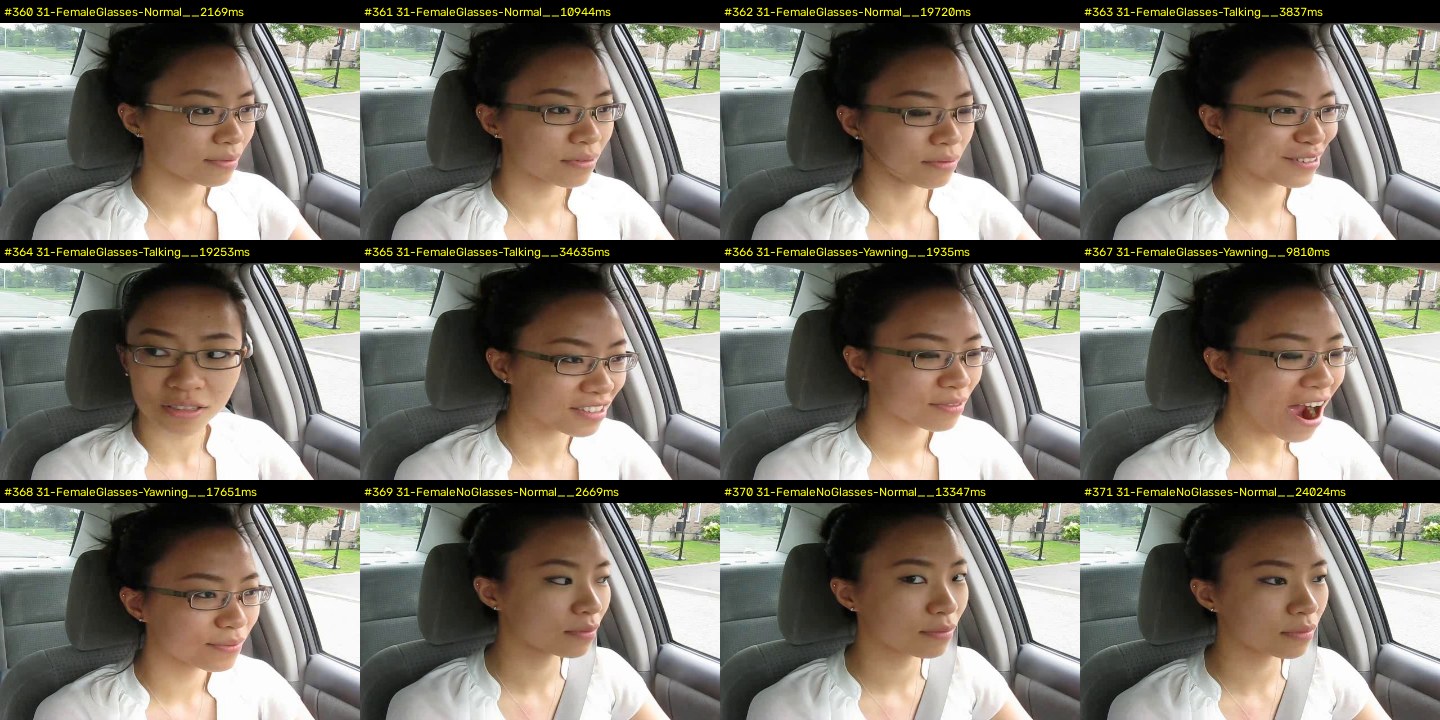 #360 31-FemaleGlasses-Normal__2169ms
#361 31-FemaleGlasses-Normal__10944ms
#362 31-FemaleGlasses-Normal__19720ms
#363 31-FemaleGlasses-Talking__3837ms
#364 31-FemaleGlasses-Talking__19253ms
#365 31-FemaleGlasses-Talking__34635ms
#366 31-FemaleGlasses-Yawning__1935ms
#367 31-FemaleGlasses-Yawning__9810ms
#368 31-FemaleGlasses-Yawning__17651ms
#369 31-FemaleNoGlasses-Normal__2669ms
#370 31-FemaleNoGlasses-Normal__13347ms
#371 31-FemaleNoGlasses-Normal__24024ms